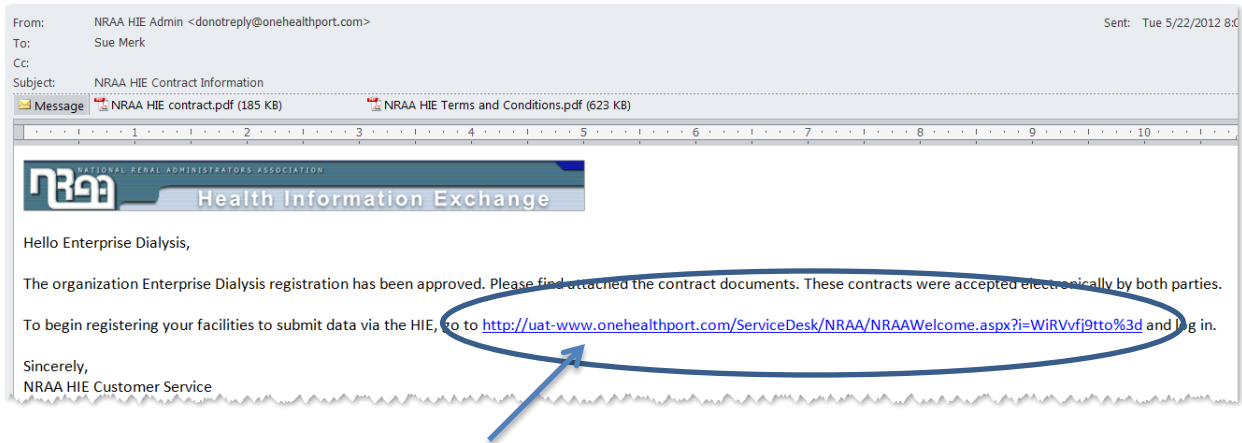 From: NRAA HIE Admin <donotreply@onehealthport.com> Sent: Tue 5/22/2012
To: Sue Merk
Cc:
Subject: NRAA HIE Contract Information
Message NRAA HIE contract.pdf (185 KB) NRAA HIE Terms and Conditions.pdf (623 KB)
1 2 3 4 5 6 7 8 9 10
NATIONAL RENAL ADMINISTRATORS ASSOCIATION
nraa
Health Information Exchange
Hello Enterprise Dialysis,
The organization Enterprise Dialysis registration has been approved. Please find attached the contract documents. These contracts were accepted electronically by both parties.
To begin registering your facilities to submit data via the HIE, go to http://uat-www.onehealthport.com/ServiceDesk/NRAA/NRAAWelcome.aspx?i=WiRVvfj9tto%3d and log in.
Sincerely,
NRAA HIE Customer Service